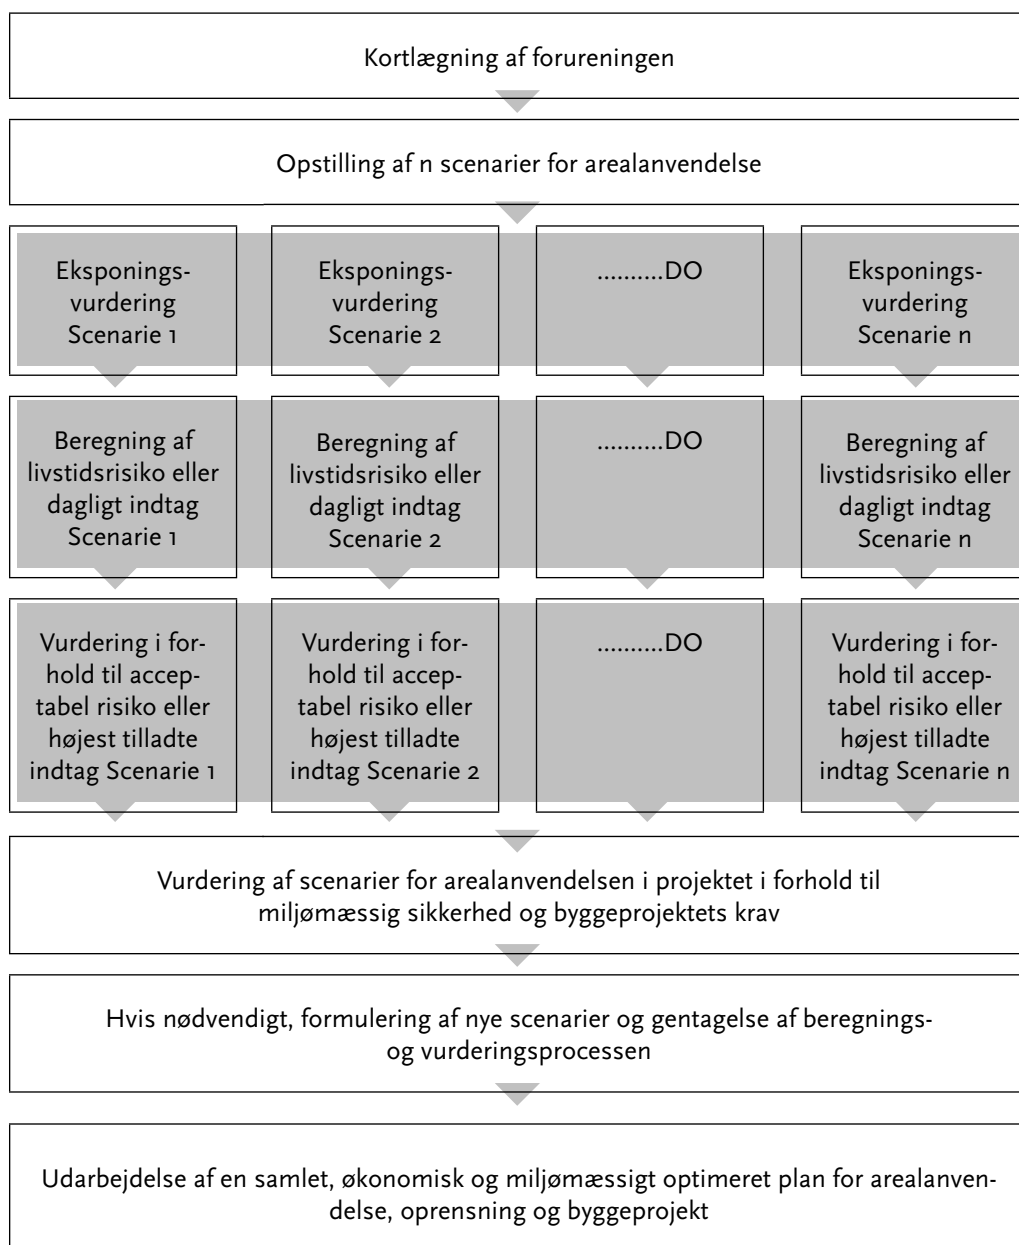 Kortlægning af forureningen
Opstilling af n scenarier for arealanvendelse
Eksponings-
vurdering
Scenarie 1
Eksponings-
vurdering
Scenarie 2
..........DO
Eksponings-
vurdering
Scenarie n
Beregning af
livstidsrisiko eller
dagligt indtag
Scenarie 1
Beregning af
livstidsrisiko eller
dagligt indtag
Scenarie 2
..........DO
Beregning af
livstidsrisiko eller
dagligt indtag
Scenarie n
Vurdering i for-
hold til accep-
tabel risiko eller
højest tilladte
indtag Scenarie 1
Vurdering i for-
hold til accep-
tabel risiko eller
højest tilladte
indtag Scenarie 2
..........DO
Vurdering i for-
hold til accep-
tabel risiko eller
højest tilladte
indtag Scenarie n
Vurdering af scenarier for arealanvendelsen i projektet i forhold til
miljømæssig sikkerhed og byggeprojektets krav
Hvis nødvendigt, formulering af nye scenarier og gentagelse af beregnings-
og vurderingsprocessen
Udarbejdelse af en samlet, økonomisk og miljømæssigt optimeret plan for arealanven-
delse, oprensning og byggeprojekt